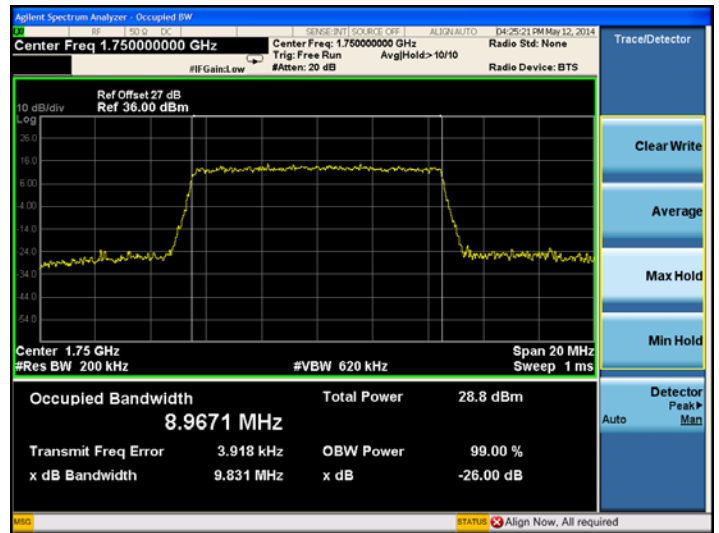 Agilent Spectrum Analyzer - Occupied BW
RF 50 Ω DC SENSE:INT SOURCE OFF ALIGN AUTO 04:25:21 PM May 12, 2014
Center Freq 1.750000000 GHz Center Freq: 1.750000000 GHz Radio Std: None
Trig: Free Run Avg|Hold:>10/10
#IFGain:Low #Atten: 20 dB Radio Device: BTS
Trace/Detector
Ref Offset 27 dB
10 dB/div Ref 36.00 dBm
Log
26.0
16.0
6.00
-4.00
-14.0
-24.0
-34.0
-44.0
-54.0
Center 1.75 GHz Span 20 MHz
#Res BW 200 kHz #VBW 620 kHz Sweep 1 ms
Occupied Bandwidth Total Power 28.8 dBm
8.9671 MHz
Transmit Freq Error 3.918 kHz OBW Power 99.00 %
x dB Bandwidth 9.831 MHz x dB -26.00 dB
Clear Write
Average
Max Hold
Min Hold
Detector
Peak▶
Auto Man
MSG STATUS Align Now, All required